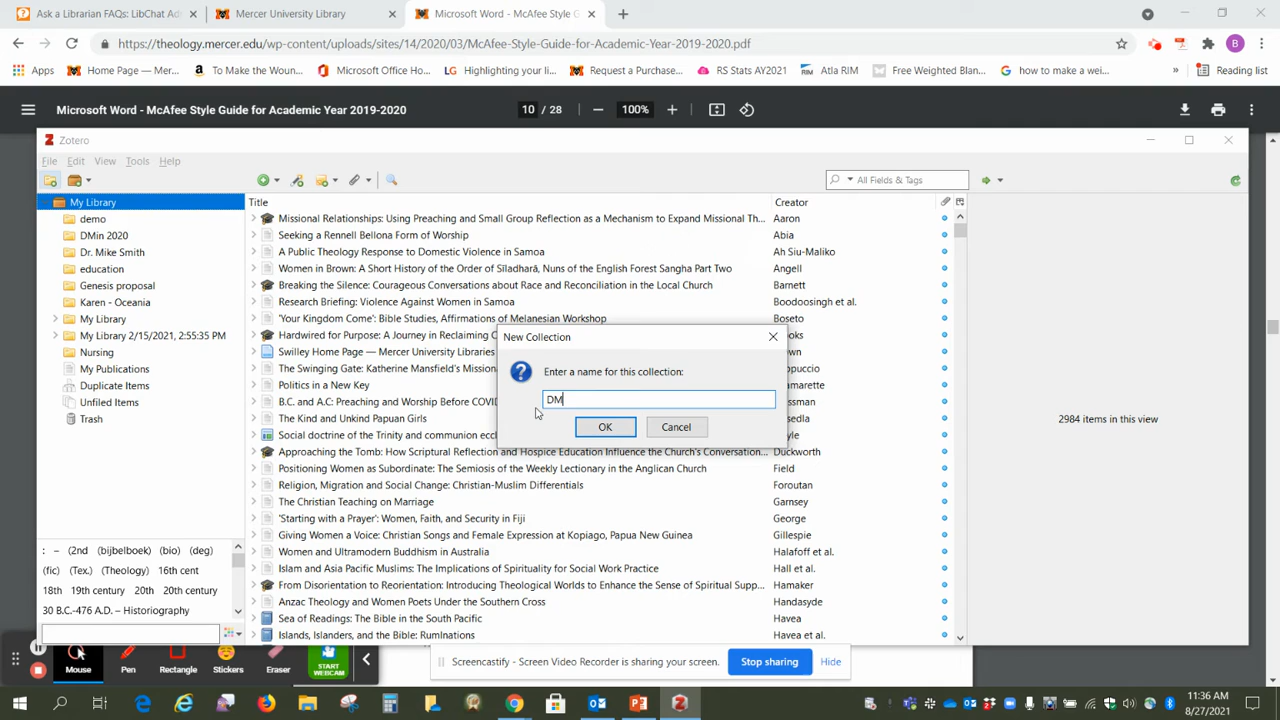 Ask a Librarian FAQs: LibChat Ad
Mercer University Library
Microsoft Word - McAfee Style G
https://theology.mercer.edu/wp-content/uploads/sites/14/2020/03/McAfee-Style-Guide-for-Academic-Year-2019-2020.pdf
B
Apps
Home Page – Mer...
To Make the Woun...
Microsoft Office Ho...
LG Highlighting your li...
Request a Purchase...
RS Stats AY2021
RIM Atla RIM
Free Weighted Blan...
how to make a wei...
»
Reading list
Microsoft Word - McAfee Style Guide for Academic Year 2019-2020
10 / 28
100%
Zotero
File Edit View Tools Help
All Fields & Tags
My Library
demo
DMin 2020
Dr. Mike Smith
education
Genesis proposal
Karen - Oceania
My Library
My Library 2/15/2021, 2:55:35 PM
Nursing
My Publications
Duplicate Items
Unfiled Items
Trash
: – (2nd (bijbelboek) (bio) (deg)
(fic) (Tex.) (Theology) 16th cent
18th 19th century 20th 20th century
30 B.C.-476 A.D. – Historiography
Title Creator
Missional Relationships: Using Preaching and Small Group Reflection as a Mechanism to Expand Missional Th... Aaron
Seeking a Rennell Bellona Form of Worship Abia
A Public Theology Response to Domestic Violence in Samoa Ah Siu-Maliko
Women in Brown: A Short History of the Order of Sīladharā, Nuns of the English Forest Sangha Part Two Angell
Breaking the Silence: Courageous Conversations about Race and Reconciliation in the Local Church Barnett
Research Briefing: Violence Against Women in Samoa Boodoosingh et al.
'Your Kingdom Come': Bible Studies, Affirmations of Melanesian Workshop Boseto
Hardwired for Purpose: A Journey in Reclaiming ooks
Swilley Home Page — Mercer University Libraries own
The Swinging Gate: Katherine Mansfield's Mission appuccio
Politics in a New Key
B.C. and A.C: Preaching and Worship Before COVID ssman
The Kind and Unkind Papuan Girls
Social doctrine of the Trinity and communion eccl yle
Approaching the Tomb: How Scriptural Reflection and Hospice Education Influence the Church's Conversation... Duckworth
Positioning Women as Subordinate: The Semiosis of the Weekly Lectionary in the Anglican Church Field
Religion, Migration and Social Change: Christian-Muslim Differentials Foroutan
The Christian Teaching on Marriage Garnsey
'Starting with a Prayer': Women, Faith, and Security in Fiji George
Giving Women a Voice: Christian Songs and Female Expression at Kopiago, Papua New Guinea Gillespie
Women and Ultramodern Buddhism in Australia Halafoff et al.
Islam and Asia Pacific Muslims: The Implications of Spirituality for Social Work Practice Hall et al.
From Disorientation to Reorientation: Introducing Theological Worlds to Enhance the Sense of Spiritual Supp... Hamaker
Anzac Theology and Women Poets Under the Southern Cross Handasyde
Sea of Readings: The Bible in the South Pacific Havea
Islands, Islanders, and the Bible: RumInations Havea et al.
New Collection
Enter a name for this collection:
DM
OK Cancel
2984 items in this view
Mouse
Pen
Rectangle
Stickers
Eraser
START
WEBCAM
Screencastify - Screen Video Recorder is sharing your screen.
Stop sharing
Hide
11:36 AM
8/27/2021